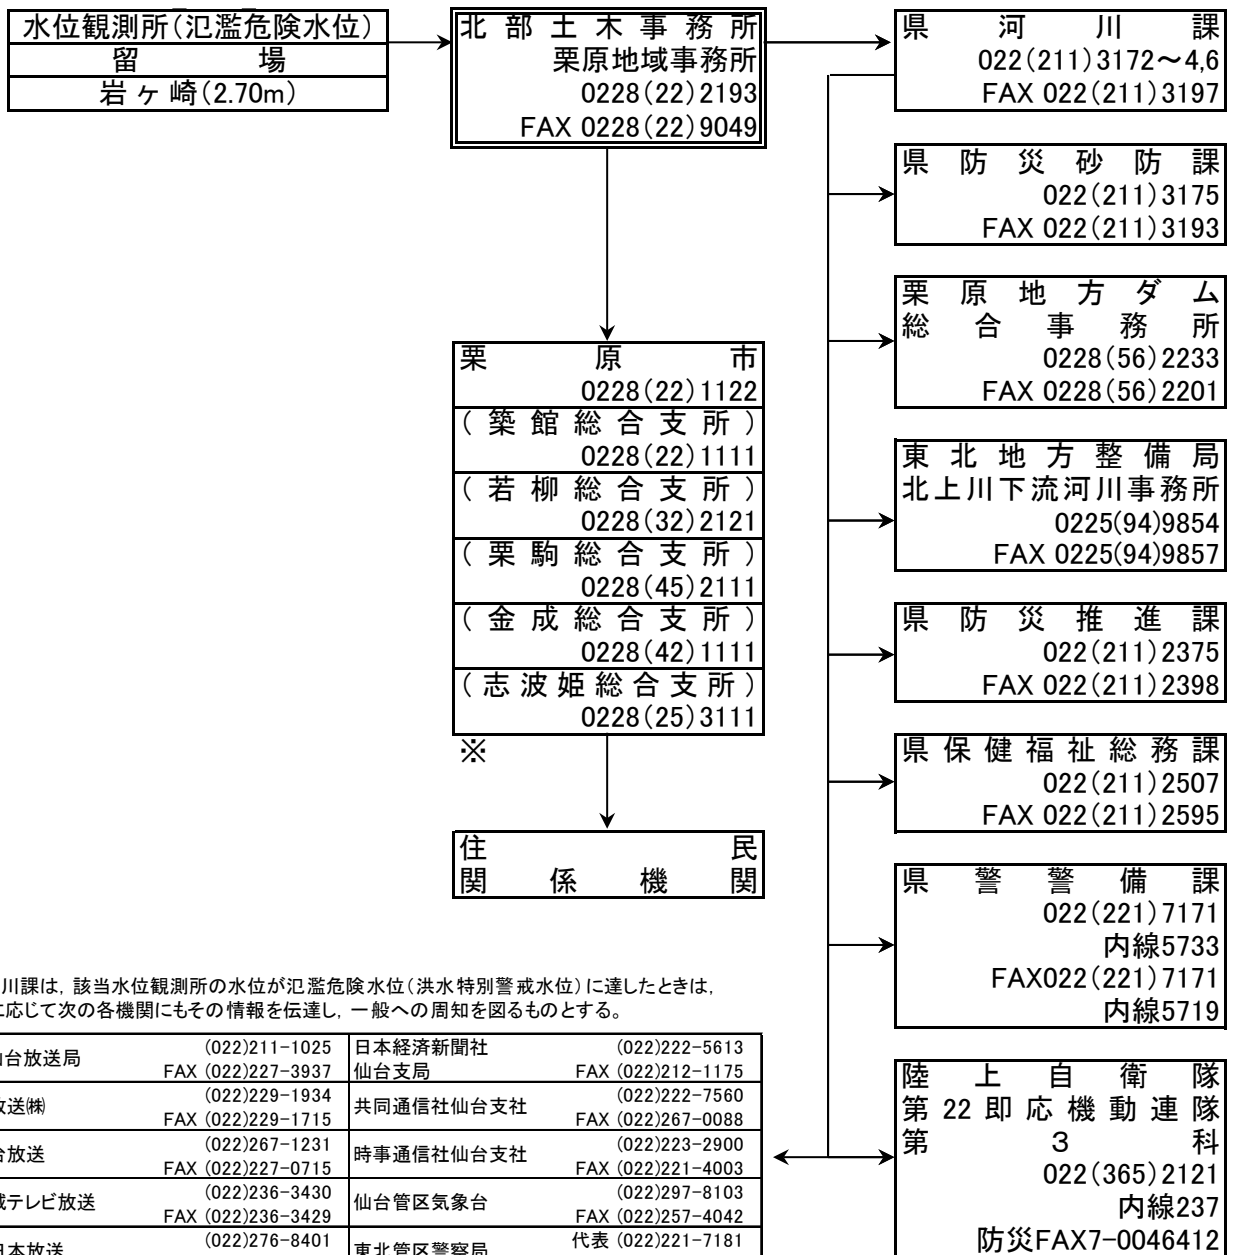 水位観測所(氾濫危険水位)
留場
岩ヶ崎(2.70m)
北部土木事務所
栗原地域事務所
0228(22)2193
FAX 0228(22)9049
県河川課
022(211)3172～4,6
FAX 022(211)3197
県防災砂防課
022(211)3175
FAX 022(211)3193
栗原地方ダム
総合事務所
0228(56)2233
FAX 0228(56)2201
東北地方整備局
北上川下流河川事務所
0225(94)9854
FAX 0225(94)9857
県防災推進課
022(211)2375
FAX 022(211)2398
県保健福祉総務課
022(211)2507
FAX 022(211)2595
県警警備課
022(221)7171
内線5733
FAX022(221)7171
内線5719
陸上自衛隊
第22即応機動連隊
第3科
022(365)2121
内線237
防災FAX7-0046412
栗原市
0228(22)1122
(築館総合支所)
0228(22)1111
(若柳総合支所)
0228(32)2121
(栗駒総合支所)
0228(45)2111
(金成総合支所)
0228(42)1111
(志波姫総合支所)
0228(25)3111
※
住民
関係機関
川課は，該当水位観測所の水位が氾濫危険水位(洪水特別警戒水位)に達したときは，
に応じて次の各機関にもその情報を伝達し，一般への周知を図るものとする。
台放送局 (022)211-1025 FAX (022)227-3937
日本経済新聞社 仙台支局 (022)222-5613 FAX (022)212-1175
放送㈱ (022)229-1934 FAX (022)229-1715
共同通信社仙台支社 (022)222-7560 FAX (022)267-0088
台放送 (022)267-1231 FAX (022)227-0715
時事通信社仙台支社 (022)223-2900 FAX (022)221-4003
城テレビ放送 (022)236-3430 FAX (022)236-3429
仙台管区気象台 (022)297-8103 FAX (022)257-4042
日本放送 (022)276-8401
東北管区警察局 代表 (022)221-7181